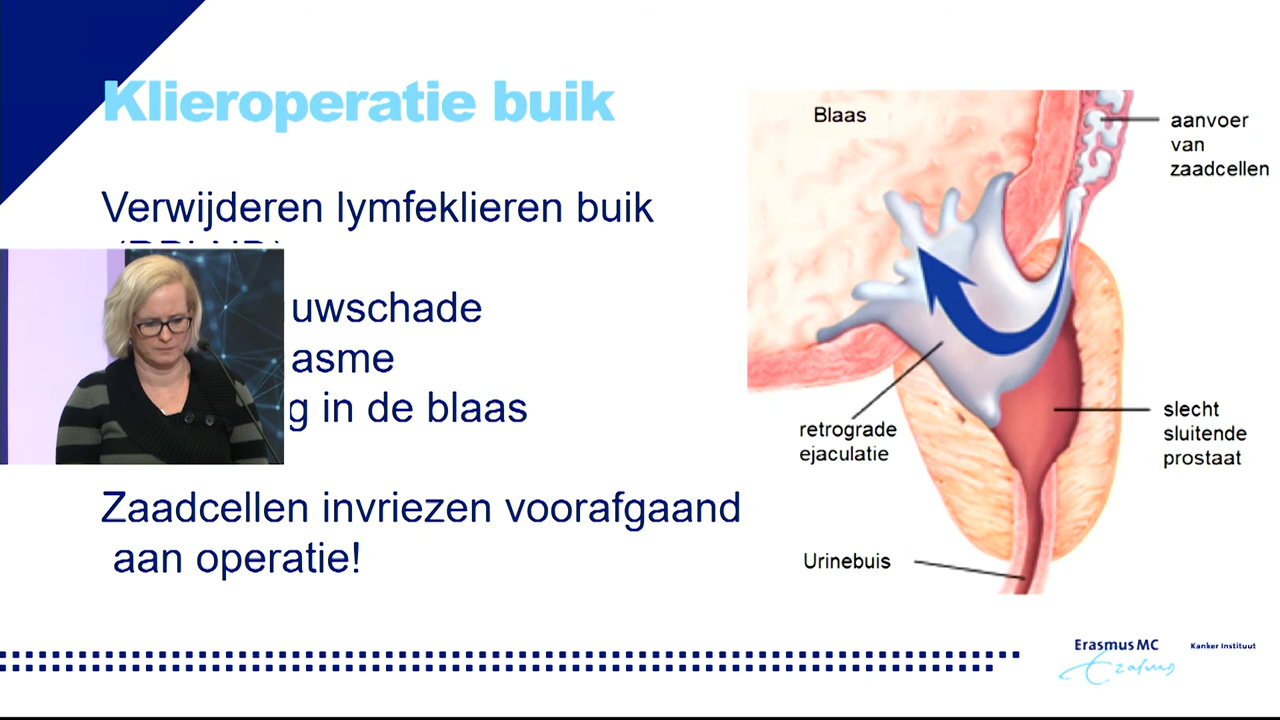 Klieroperatie buik
Verwijderen lymfeklieren buik
uwschade
asme
g in de blaas
Zaadcellen invriezen voorafgaand
aan operatie!
Blaas
aanvoer
van
zaadcellen
retrograde
ejaculatie
slecht
sluitende
prostaat
Urinebuis
Erasmus MC
Kanker Instituut
Erasmus